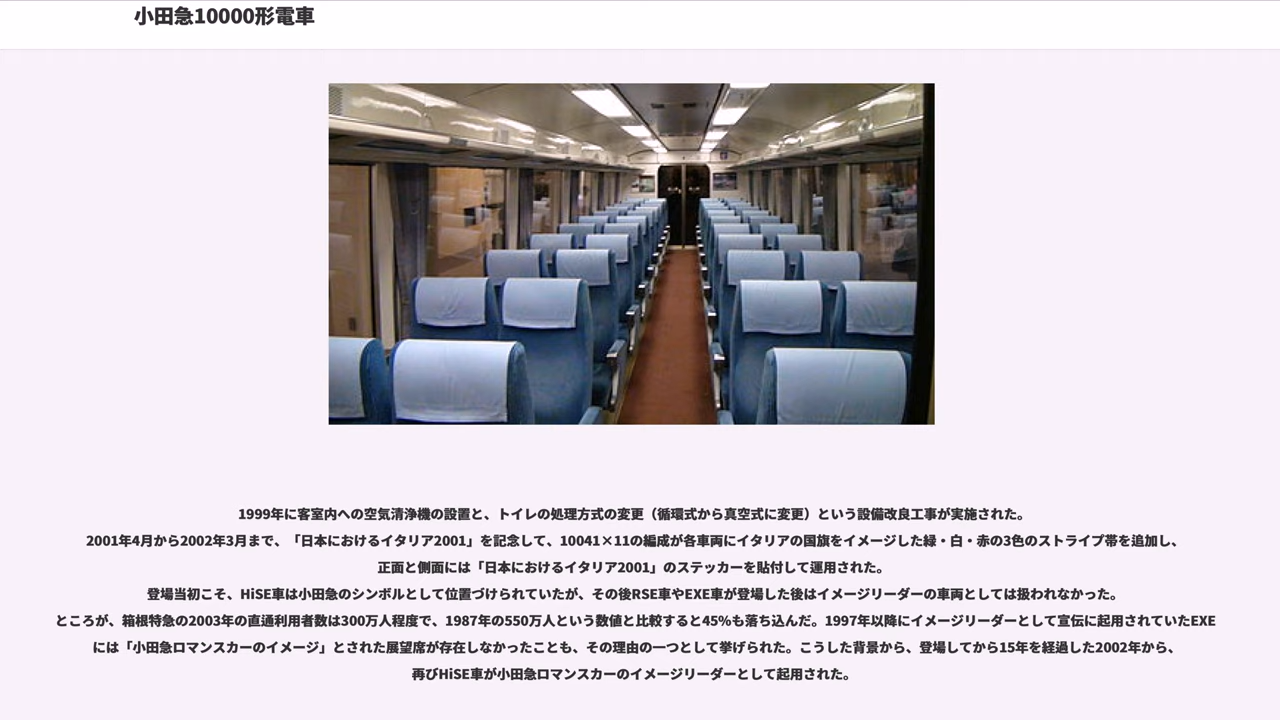 小田急10000形電車
1999年に客室内への空気清浄機の設置と、トイレの処理方式の変更（循環式から真空式に変更）という設備改良工事が実施された。
2001年4月から2002年3月まで、「日本におけるイタリア2001」を記念して、10041×11の編成が各車両にイタリアの国旗をイメージした緑・白・赤の3色のストライプ帯を追加し、
正面と側面には「日本におけるイタリア2001」のステッカーを貼付して運用された。
登場当初こそ、HiSE車は小田急のシンボルとして位置づけられていたが、その後RSE車やEXE車が登場した後はイメージリーダーの車両としては扱われなかった。
ところが、箱根特急の2003年の直通利用者数は300万人程度で、1987年の550万人という数値と比較すると45%も落ち込んだ。1997年以降にイメージリーダーとして宣伝に起用されていたEXE
には「小田急ロマンスカーのイメージ」とされた展望席が存在しなかったことも、その理由の一つとして挙げられた。こうした背景から、登場してから15年を経過した2002年から、
再びHiSE車が小田急ロマンスカーのイメージリーダーとして起用された。